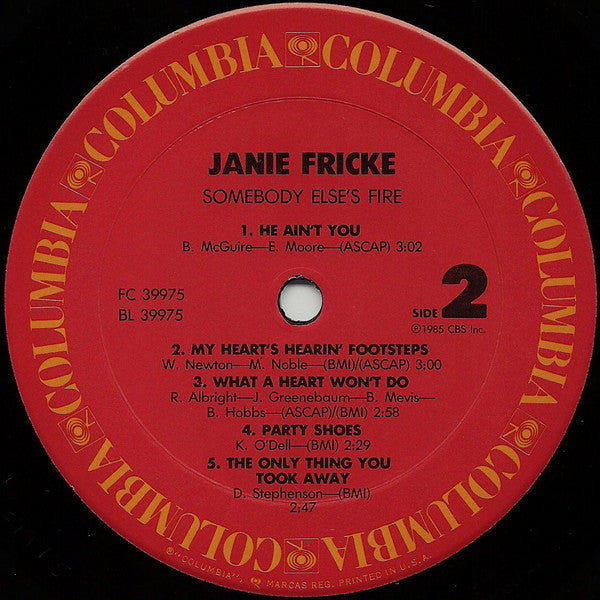 COLUMBIA COLUMBIA COLUMBIA COLUMBIA COLUMBIA COLUMBIA
JANIE FRICKE
SOMEBODY ELSE'S FIRE
1. HE AIN'T YOU
B. McGuire—E. Moore—(ASCAP) 3:02
FC 39975
BL 39975
SIDE 2
℗1985 CBS Inc.
2. MY HEART'S HEARIN' FOOTSTEPS
W. Newton—M. Noble—(BMI)/(ASCAP) 3:00
3. WHAT A HEART WON'T DO
R. Albright—J. Greenebaum—B. Mevis—
B. Hobbs—(ASCAP)/(BMI) 2:58
4. PARTY SHOES
K. O'Dell—(BMI) 2:29
5. THE ONLY THING YOU
TOOK AWAY
D. Stephenson—(BMI)
2:47
®"COLUMBIA", MARCAS REG. PRINTED IN U.S.A.